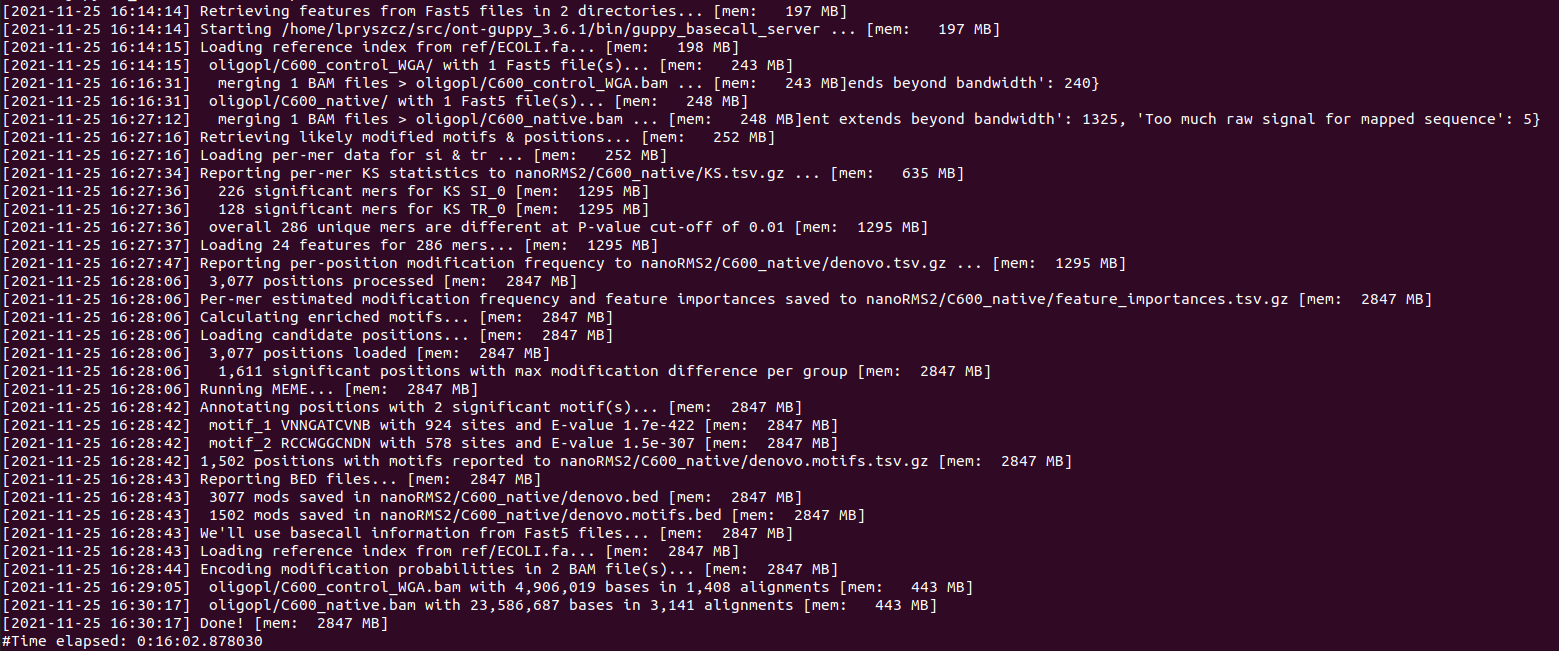 [2021-11-25 16:14:14] Retrieving features from Fast5 files in 2 directories... [mem:   197 MB]
[2021-11-25 16:14:14] Starting /home/lpryszcz/src/ont-guppy_3.6.1/bin/guppy_basecall_server ... [mem:   197 MB]
[2021-11-25 16:14:15] Loading reference index from ref/ECOLI.fa... [mem:   198 MB]
[2021-11-25 16:14:15]  oligopl/C600_control_WGA/ with 1 Fast5 file(s)... [mem:   243 MB]
[2021-11-25 16:16:31]   merging 1 BAM files > oligopl/C600_control_WGA.bam ... [mem:   243 MB]ends beyond bandwidth': 240}
[2021-11-25 16:16:31]  oligopl/C600_native/ with 1 Fast5 file(s)... [mem:   248 MB]
[2021-11-25 16:27:12]   merging 1 BAM files > oligopl/C600_native.bam ... [mem:   248 MB]ent extends beyond bandwidth': 1325, 'Too much raw signal for mapped sequence': 5}
[2021-11-25 16:27:16] Retrieving likely modified motifs & positions... [mem:   252 MB]
[2021-11-25 16:27:16] Loading per-mer data for si & tr ... [mem:   252 MB]
[2021-11-25 16:27:34] Reporting per-mer KS statistics to nanoRMS2/C600_native/KS.tsv.gz ... [mem:   635 MB]
[2021-11-25 16:27:36]   226 significant mers for KS SI_0 [mem:  1295 MB]
[2021-11-25 16:27:36]   128 significant mers for KS TR_0 [mem:  1295 MB]
[2021-11-25 16:27:36]  overall 286 unique mers are different at P-value cut-off of 0.01 [mem:  1295 MB]
[2021-11-25 16:27:37] Loading 24 features for 286 mers... [mem:  1295 MB]
[2021-11-25 16:27:47] Reporting per-position modification frequency to nanoRMS2/C600_native/denovo.tsv.gz ... [mem:  1295 MB]
[2021-11-25 16:28:06]  3,077 positions processed [mem:  2847 MB]
[2021-11-25 16:28:06] Per-mer estimated modification frequency and feature importances saved to nanoRMS2/C600_native/feature_importances.tsv.gz [mem:  2847 MB]
[2021-11-25 16:28:06] Calculating enriched motifs... [mem:  2847 MB]
[2021-11-25 16:28:06] Loading candidate positions... [mem:  2847 MB]
[2021-11-25 16:28:06]  3,077 positions loaded [mem:  2847 MB]
[2021-11-25 16:28:06]   1,611 significant positions with max modification difference per group [mem:  2847 MB]
[2021-11-25 16:28:06] Running MEME... [mem:  2847 MB]
[2021-11-25 16:28:42] Annotating positions with 2 significant motif(s)... [mem:  2847 MB]
[2021-11-25 16:28:42]  motif_1 VNNGATCVNB with 924 sites and E-value 1.7e-422 [mem:  2847 MB]
[2021-11-25 16:28:42]  motif_2 RCCWGGCNDN with 578 sites and E-value 1.5e-307 [mem:  2847 MB]
[2021-11-25 16:28:42] 1,502 positions with motifs reported to nanoRMS2/C600_native/denovo.motifs.tsv.gz [mem:  2847 MB]
[2021-11-25 16:28:43] Reporting BED files... [mem:  2847 MB]
[2021-11-25 16:28:43]  3077 mods saved in nanoRMS2/C600_native/denovo.bed [mem:  2847 MB]
[2021-11-25 16:28:43]  1502 mods saved in nanoRMS2/C600_native/denovo.motifs.bed [mem:  2847 MB]
[2021-11-25 16:28:43] We'll use basecall information from Fast5 files... [mem:  2847 MB]
[2021-11-25 16:28:43] Loading reference index from ref/ECOLI.fa... [mem:  2847 MB]
[2021-11-25 16:28:44] Encoding modification probabilities in 2 BAM file(s)... [mem:  2847 MB]
[2021-11-25 16:29:05]  oligopl/C600_control_WGA.bam with 4,906,019 bases in 1,408 alignments [mem:   443 MB]
[2021-11-25 16:30:17]  oligopl/C600_native.bam with 23,586,687 bases in 3,141 alignments [mem:   443 MB]
[2021-11-25 16:30:17] Done! [mem:  2847 MB]
#Time elapsed: 0:16:02.878030